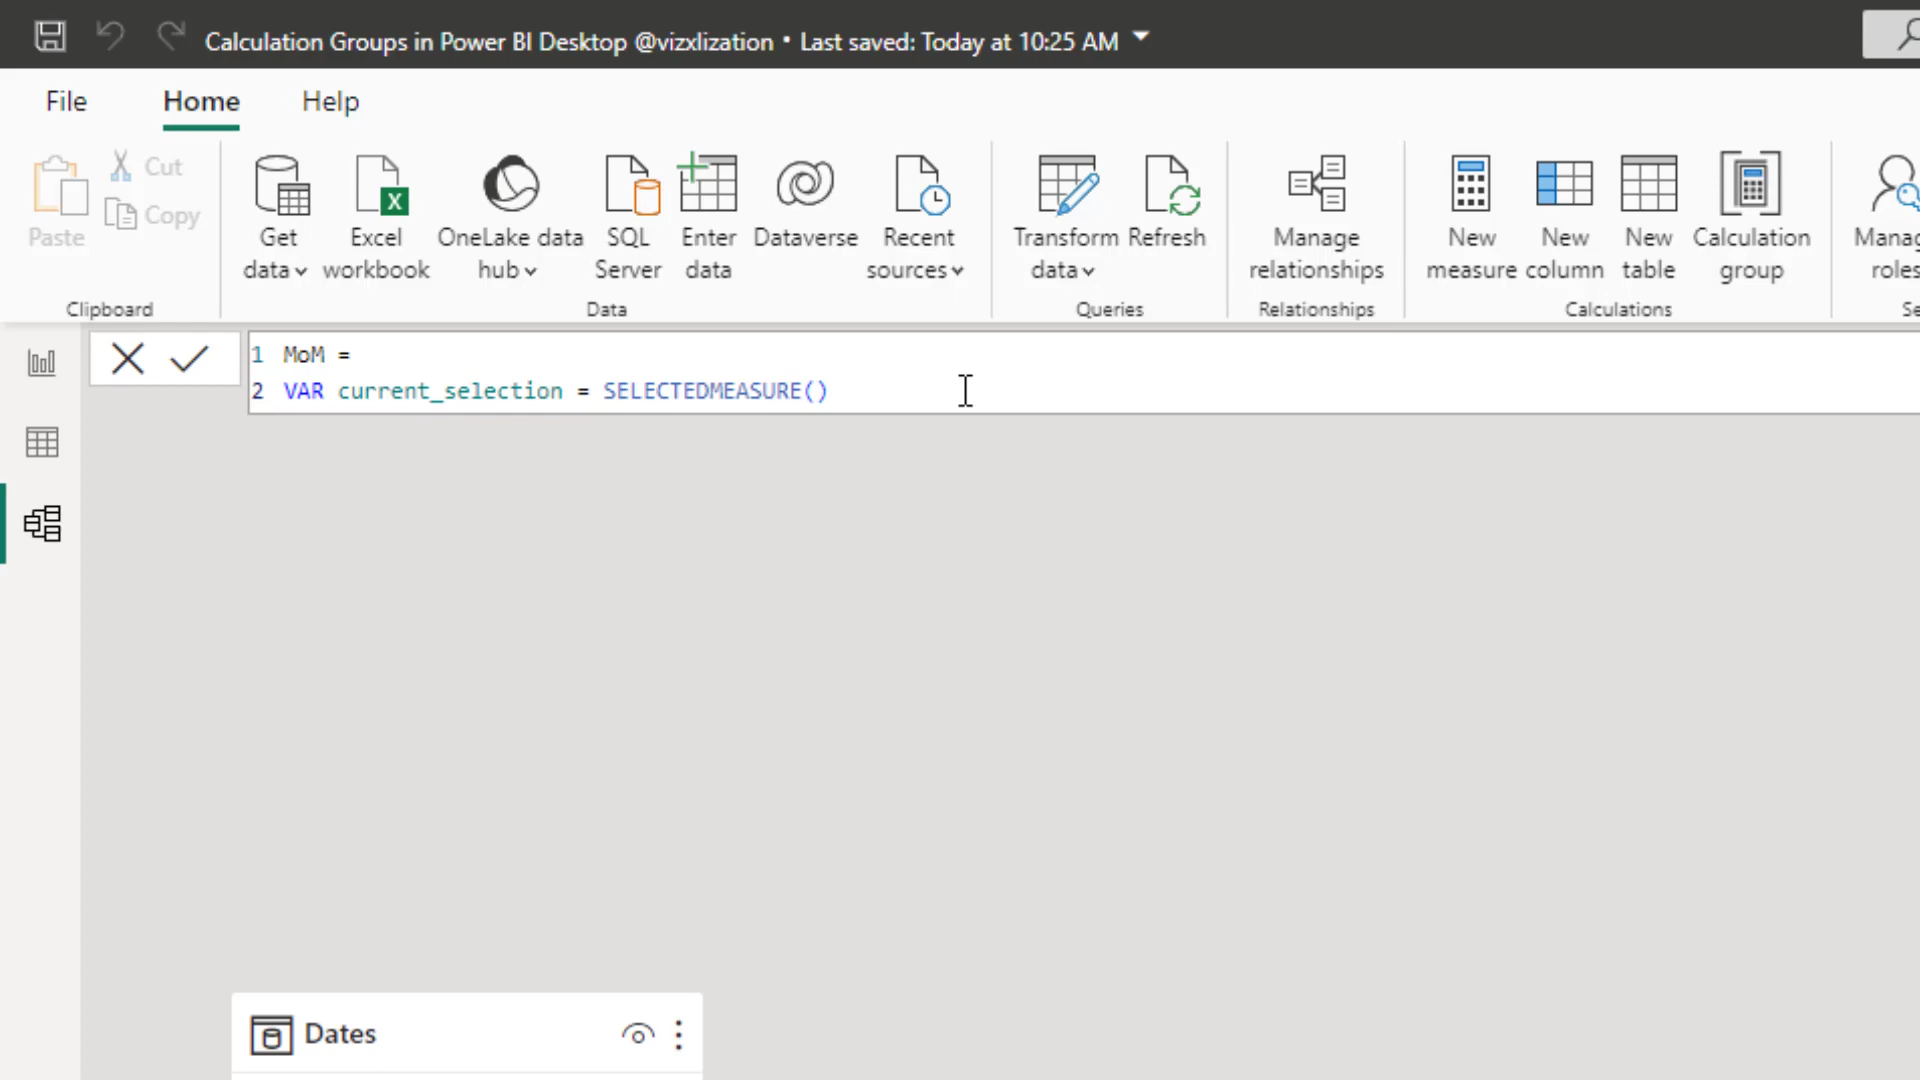 Calculation Groups in Power BI Desktop @vizxlization • Last saved: Today at 10:25 AM
File Home Help
Paste
Cut
Copy
Clipboard
Get data
Excel workbook
OneLake data hub
SQL Server
Enter data
Dataverse
Recent sources
Data
Transform data
Refresh
Queries
Manage relationships
Relationships
New measure
New column
New table
Calculation group
Calculations
Manag
roles
Se
1 MoM =
2 VAR current_selection = SELECTEDMEASURE()
Dates